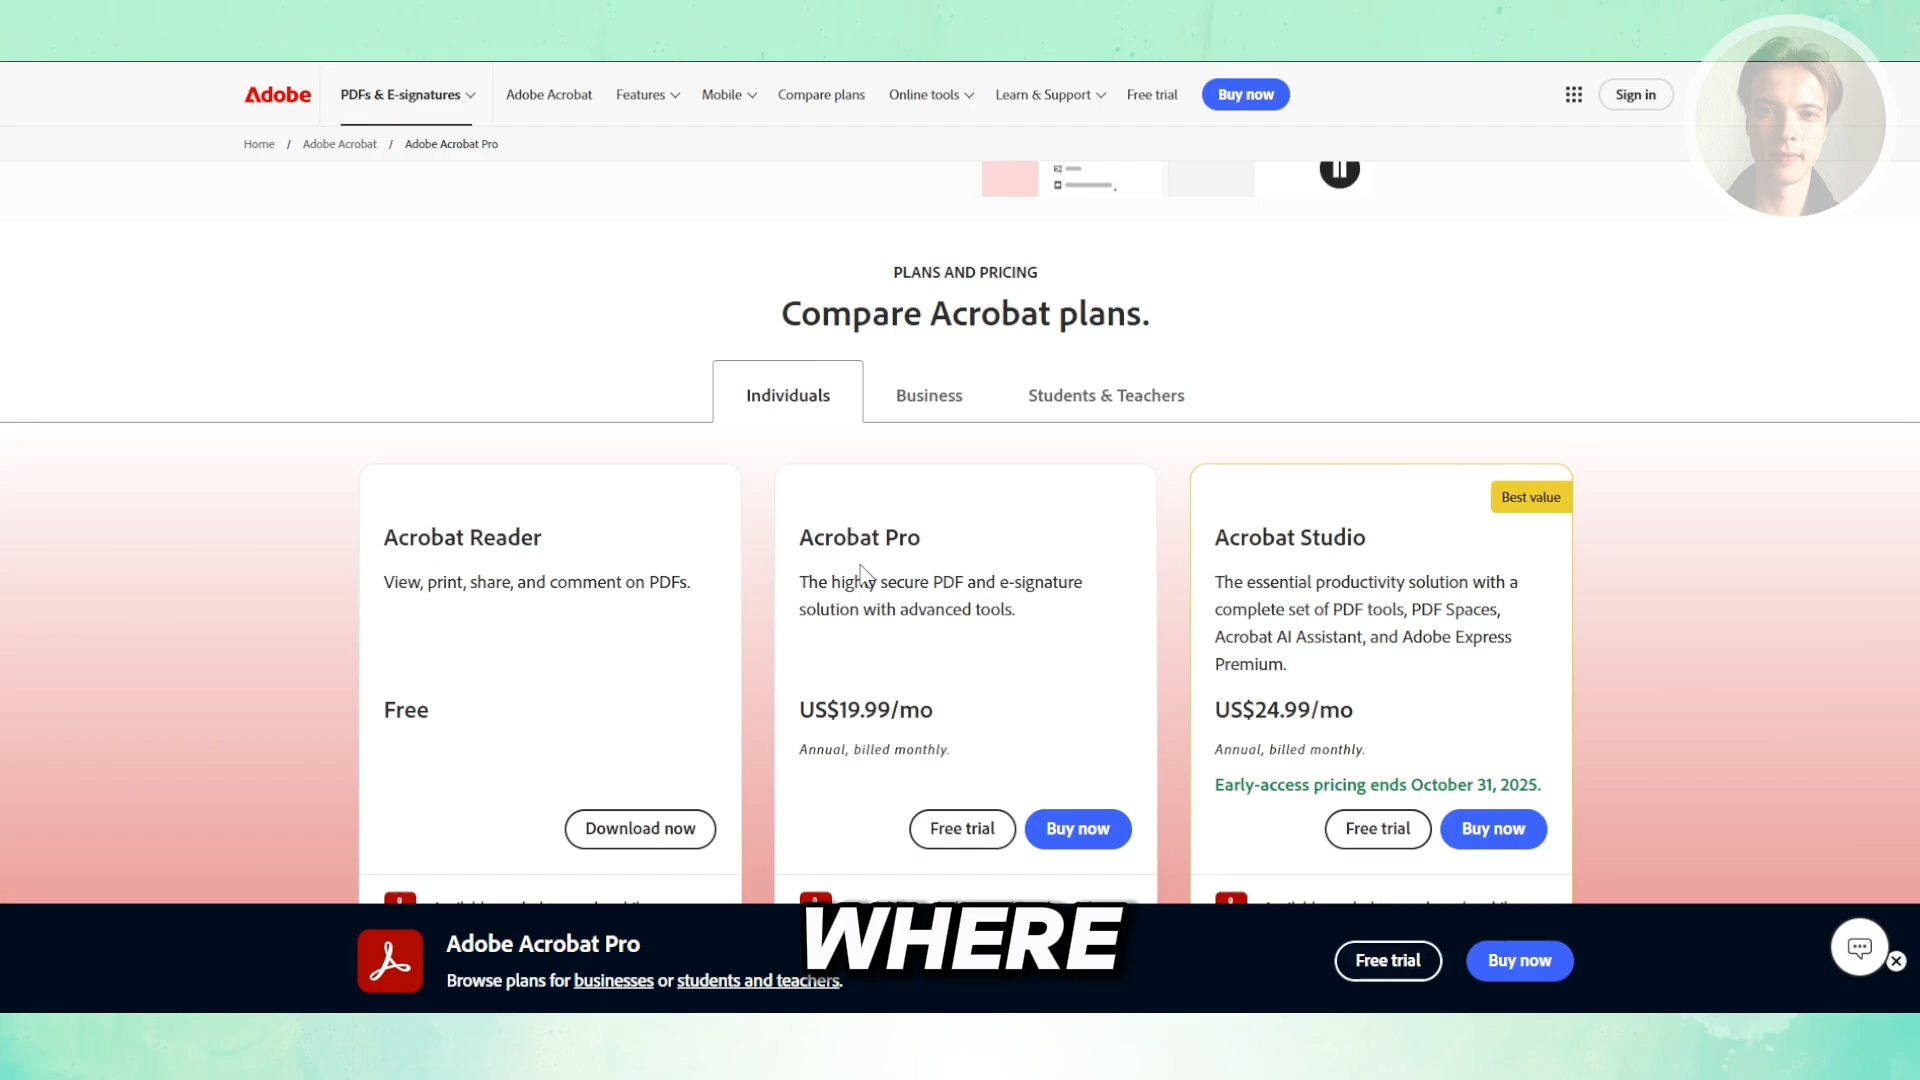 Adobe
PDFs & E-signatures
Adobe Acrobat
Features
Mobile
Compare plans
Online tools
Learn & Support
Free trial
Buy now
Sign in
Home / Adobe Acrobat / Adobe Acrobat Pro
PLANS AND PRICING
Compare Acrobat plans.
Individuals
Business
Students & Teachers
Acrobat Reader
View, print, share, and comment on PDFs.
Free
Download now
Acrobat Pro
The highly secure PDF and e-signature
solution with advanced tools.
US$19.99/mo
Annual, billed monthly.
Free trial
Buy now
Best value
Acrobat Studio
The essential productivity solution with a
complete set of PDF tools, PDF Spaces,
Acrobat AI Assistant, and Adobe Express
Premium.
US$24.99/mo
Annual, billed monthly.
Early-access pricing ends October 31, 2025.
Free trial
Buy now
Adobe Acrobat Pro
Browse plans for businesses or students and teachers.
WHERE
Free trial
Buy now